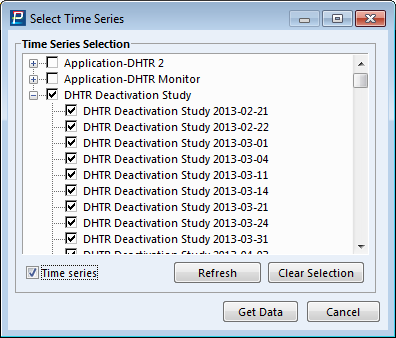 Select Time Series
Time Series Selection
Application-DHTR 2
Application-DHTR Monitor
DHTR Deactivation Study
DHTR Deactivation Study 2013-02-21
DHTR Deactivation Study 2013-02-22
DHTR Deactivation Study 2013-03-01
DHTR Deactivation Study 2013-03-04
DHTR Deactivation Study 2013-03-11
DHTR Deactivation Study 2013-03-14
DHTR Deactivation Study 2013-03-21
DHTR Deactivation Study 2013-03-24
DHTR Deactivation Study 2013-03-31
DHTR Deactivation Study
Time series
Refresh
Clear Selection
Get Data
Cancel